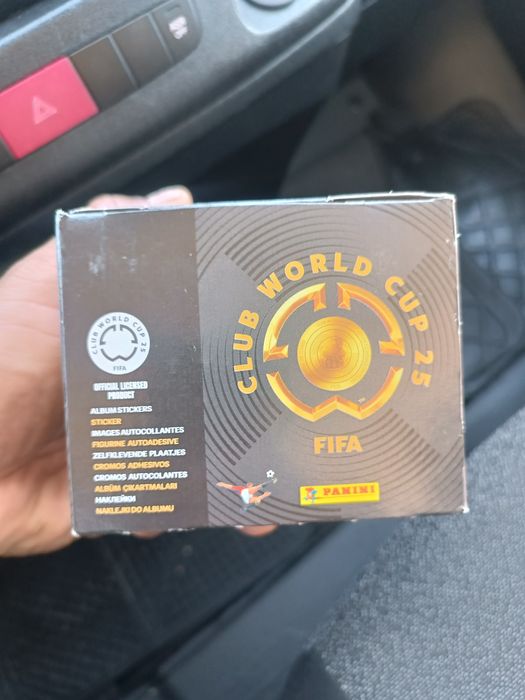 CLUB WORLD CUP 25
FIFA
OFFICIAL LICENSED
PRODUCT
ALBUM STICKERS
STICKER
IMAGES AUTOCOLLANTES
FIGURINE AUTOADESIVE
ZELFKLEVENDE PLAATJES
CROMOS ADHESIVOS
CROMOS AUTOCOLANTES
ALBÜM ÇIKARTMALARI
НАКЛЕЙКИ
NAKLEJKI DO ALBUMU
CLUB WORLD CUP 25
FIFA
PANINI